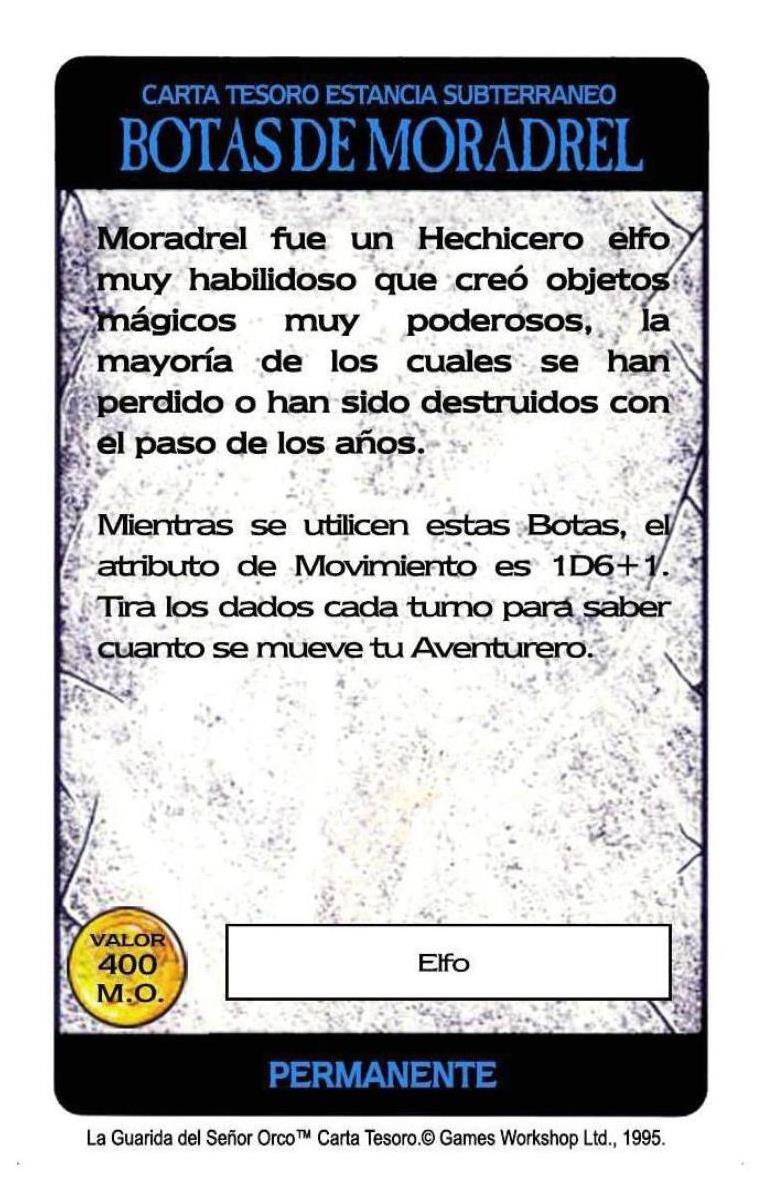 CARTA TESORO ESTANCIA SUBTERRANEO
BOTAS DE MORADREL
Moradrel fue un Hechicero elfo
muy habilidoso que creó objetos
mágicos muy poderosos, la
mayoría de los cuales se han
perdido o han sido destruidos con
el paso de los años.
Mientras se utilicen estas Botas, el
atributo de Movimiento es 1D6+1.
Tira los dados cada turno para saber
cuanto se mueve tu Aventurero.
VALOR
400
M.O.
Elfo
PERMANENTE
La Guarida del Señor Orco™ Carta Tesoro.© Games Workshop Ltd., 1995.